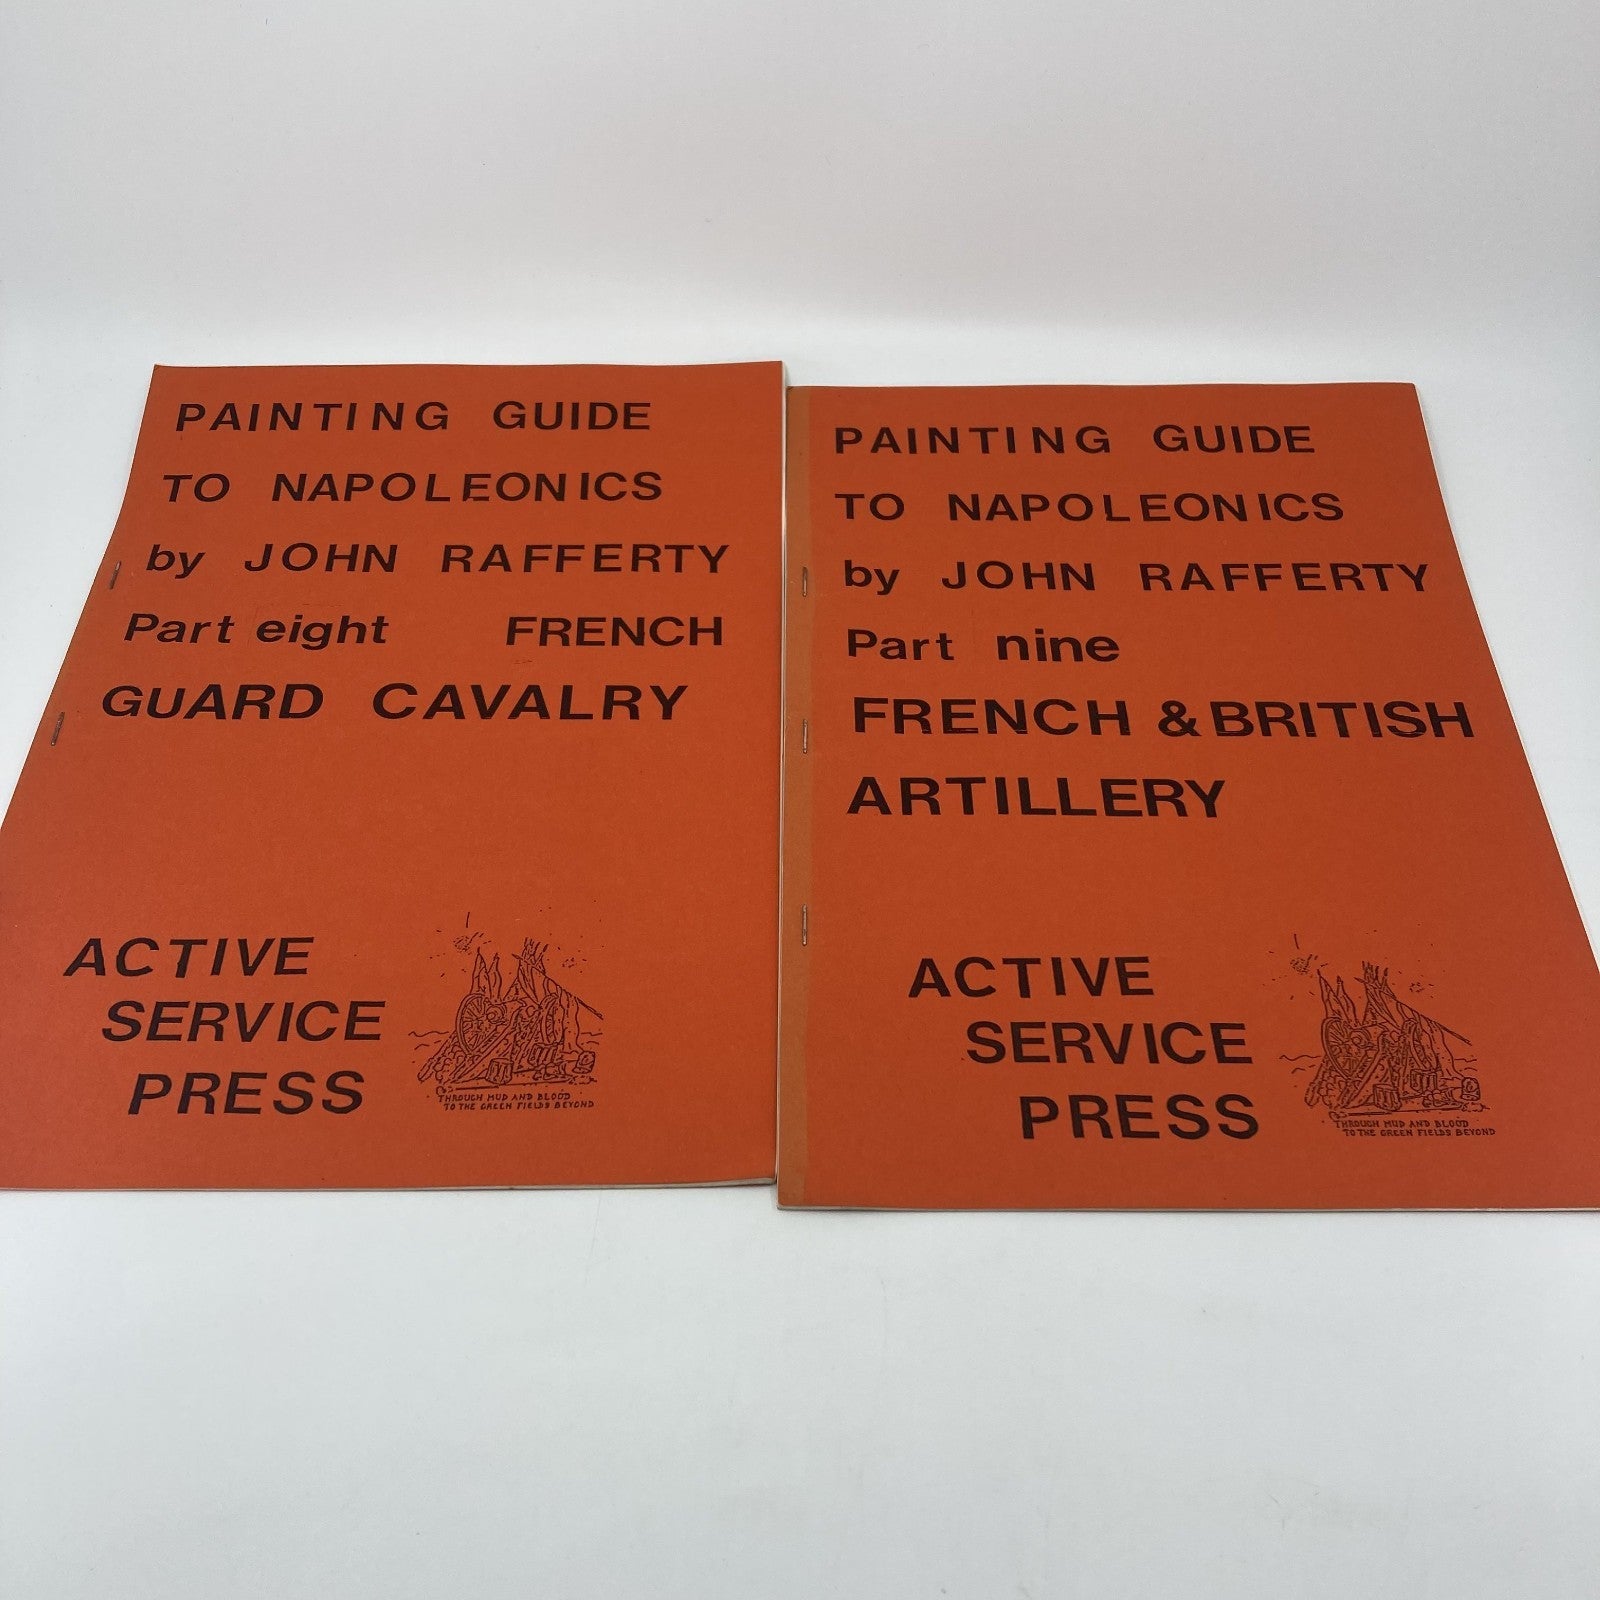 PAINTING GUIDE
TO NAPOLEONICS
by JOHN RAFFERTY
Part eight FRENCH
GUARD CAVALRY
ACTIVE
SERVICE
PRESS
THROUGH MUD AND BLOOD
TO THE GREEN FIELDS BEYOND
PAINTING GUIDE
TO NAPOLEONICS
by JOHN RAFFERTY
Part nine
FRENCH & BRITISH
ARTILLERY
ACTIVE
SERVICE
PRESS
THROUGH MUD AND BLOOD
TO THE GREEN FIELDS BEYOND